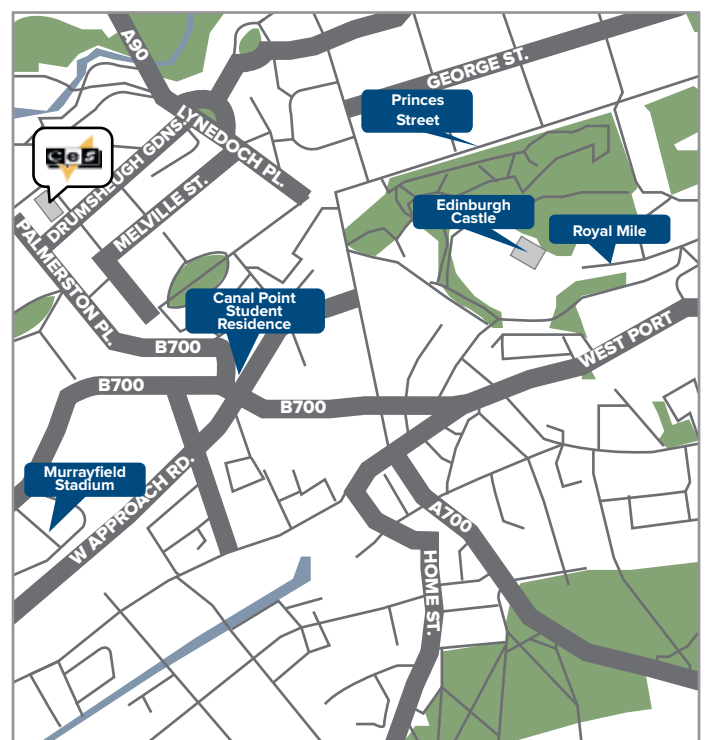 A90
GEORGE ST.
Princes
Street
LYNEDOCH PL.
CeS
DRUMSHEUGH GDNS.
MELVILLE ST.
Edinburgh
Castle
Royal Mile
PALMERSTON PL.
Canal Point
Student
Residence
B700
WEST PORT
B700
B700
Murrayfield
Stadium
W APPROACH RD.
A700
HOME ST.